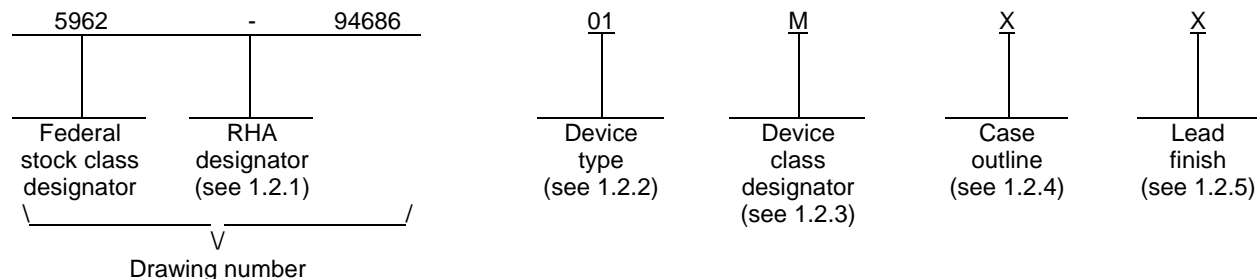 5962 - 94686 01 M X X
Federal stock class designator
RHA designator (see 1.2.1)
Device type (see 1.2.2)
Device class designator (see 1.2.3)
Case outline (see 1.2.4)
Lead finish (see 1.2.5)
\ /
\/
Drawing number